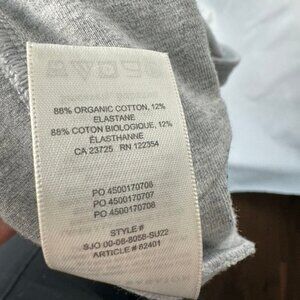 88% ORGANIC COTTON, 12%
ELASTANE
88% COTON BIOLOGIQUE, 12%
ÉLASTHANNE
CA 23725 RN 122354
PO 4500170706
PO 4500170707
PO 4500170708
STYLE #
SJO 00-08-8058-SU22
ARTICLE # 62401